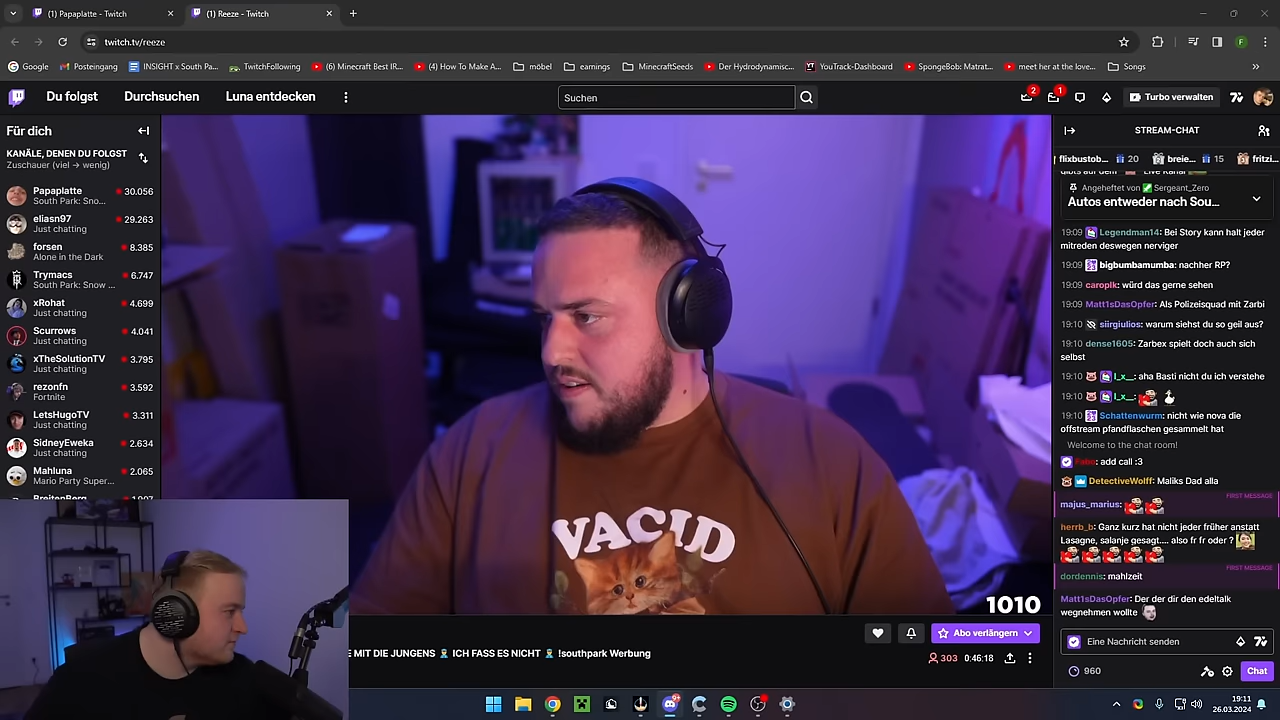 (1) Papaplatte - Twitch
(1) Reeze - Twitch
twitch.tv/reeze
Google
Posteingang
INSIGHT x South Pa...
TwitchFollowing
(6) Minecraft Best IR...
(4) How To Make A...
möbel
earnings
MinecraftSeeds
Der Hydrodynamisc...
YouTrack-Dashboard
SpongeBob: Matrat...
meet her at the love...
Songs
Du folgst
Durchsuchen
Luna entdecken
Suchen
2
1
Turbo verwalten
Für dich
KANÄLE, DENEN DU FOLGST
Zuschauer (viel → wenig)
Papaplatte 30.056
South Park: Sno...
eliasn97 29.263
Just chatting
forsen 8.385
Alone in the Dark
Trymacs 6.747
South Park: Snow ...
xRohat 4.699
Just chatting
Scurrows 4.041
Just chatting
xTheSolutionTV 3.795
Just chatting
rezonfn 3.592
Fortnite
LetsHugoTV 3.311
Just chatting
SidneyEweka 2.634
Just chatting
Mahluna 2.065
Mario Party Super...
VACID
1010
E MIT DIE JUNGENS ICH FASS ES NICHT !southpark Werbung
Abo verlängern
303 0:46:18
STREAM-CHAT
flixbustob... 20 breie... 15 fritzi...
Angeheftet von Sergeant_Zero
Autos entweder nach Sou...
19:09 Legendman14: Bei Story kann halt jeder
mitreden deswegen nerviger
19:09 bigbumbamumba: nachher RP?
19:09 caroplk: würd das gerne sehen
19:09 Matt1sDasOpfer: Als Polizeisquad mit Zarbi
19:10 siirgiulios: warum siehst du so geil aus?
19:10 dense1605: Zarbex spielt doch auch sich
selbst
19:10 l_x__: aha Basti nicht du ich verstehe
19:10 l_x__:
19:10 Schattenwurm: nicht wie nova die
offstream pfandflaschen gesammelt hat
Welcome to the chat room!
: add call :3
DetectiveWolff: Maliks Dad alla
FIRST MESSAGE
majus_marius:
herrb_b: Ganz kurz hat nicht jeder früher anstatt
Lasagne, salanje gesagt.... also fr fr oder ?
FIRST MESSAGE
dordennis: mahlzeit
Matt1sDasOpfer: Der der dir den edeltalk
wegnehmen wollte
Eine Nachricht senden
960
Chat
19:11
26.03.2024